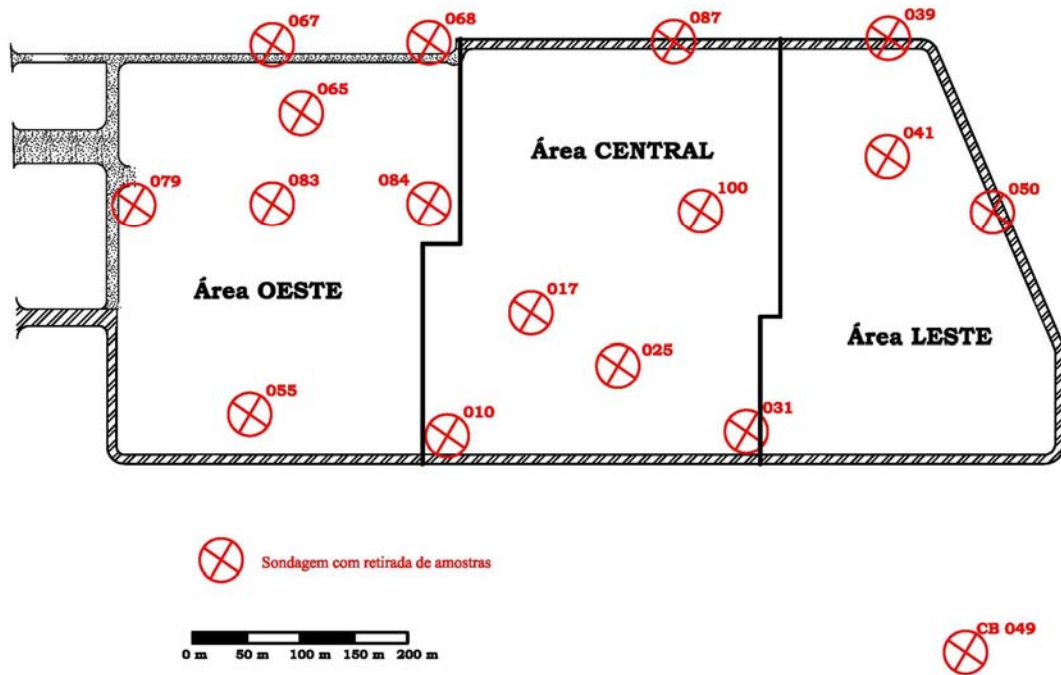 067
068
087
039
065
041
Área CENTRAL
079
083
084
100
050
Área OESTE
017
Área LESTE
025
055
010
031
Sondagem com retirada de amostras
0 m 50 m 100 m 150 m 200 m
CB 049